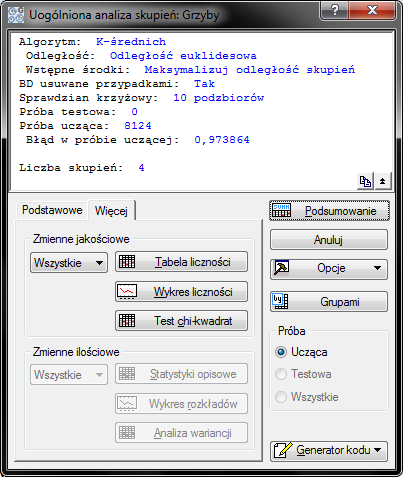 Uogólniona analiza skupień: Grzyby
Algorytm: K-średnich
Odległość: Odległość euklidesowa
Wstępne środki: Maksymalizuj odległość skupień
BD usuwane przypadkami: Tak
Sprawdzian krzyżowy: 10 podzbiorów
Próba testowa: 0
Próba ucząca: 8124
Błąd w próbie uczącej: 0,973864
Liczba skupień: 4
Podstawowe Więcej
Zmienne jakościowe
Wszystkie
Tabela liczności
Wykres liczności
Test chi-kwadrat
Zmienne ilościowe
Wszystkie
Statystyki opisowe
Wykres rozkładów
Analiza wariancji
SUMM Podsumowanie
Anuluj
Opcje
by Grupami
Próba
Ucząca
Testowa
Wszystkie
Generator kodu